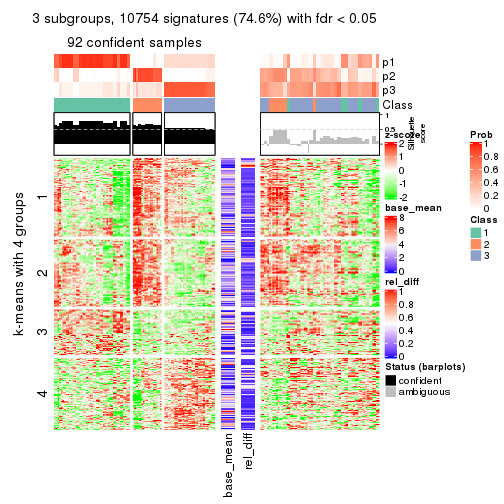 3 subgroups, 10754 signatures (74.6%) with fdr < 0.05
92 confident samples
p1
p2
p3
Class
1
0.5
0
Silhouette
score
k-means with 4 groups
1
2
3
4
base_mean
rel_diff
z-score
2
1
0
-1
-2
base_mean
8
6
4
2
0
rel_diff
1
0.8
0.6
0.4
0.2
0
Status (barplots)
confident
ambiguous
Prob
1
0.8
0.6
0.4
0.2
0
Class
1
2
3